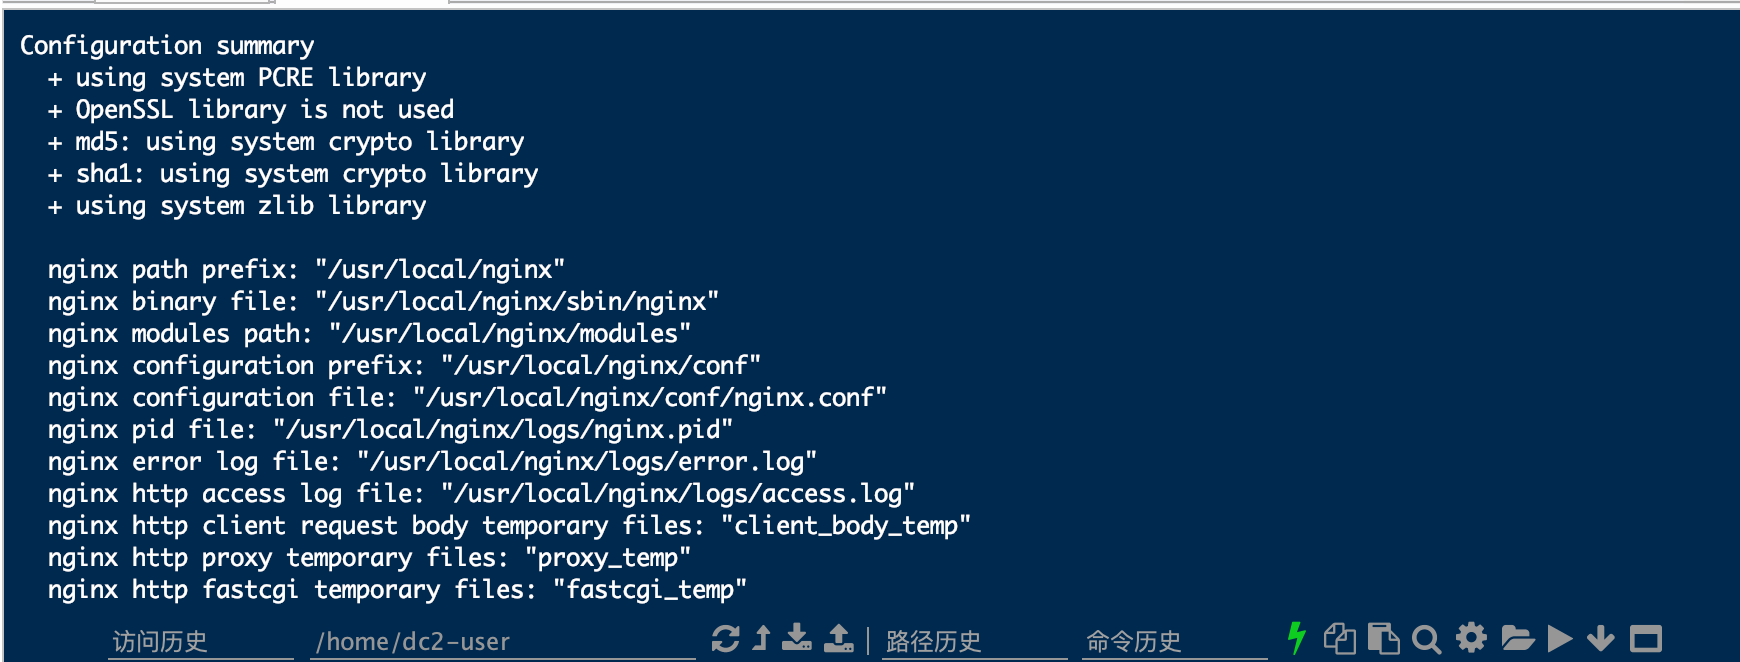 Configuration summary
+ using system PCRE library
+ OpenSSL library is not used
+ md5: using system crypto library
+ sha1: using system crypto library
+ using system zlib library
nginx path prefix: "/usr/local/nginx"
nginx binary file: "/usr/local/nginx/sbin/nginx"
nginx modules path: "/usr/local/nginx/modules"
nginx configuration prefix: "/usr/local/nginx/conf"
nginx configuration file: "/usr/local/nginx/conf/nginx.conf"
nginx pid file: "/usr/local/nginx/logs/nginx.pid"
nginx error log file: "/usr/local/nginx/logs/error.log"
nginx http access log file: "/usr/local/nginx/logs/access.log"
nginx http client request body temporary files: "client_body_temp"
nginx http proxy temporary files: "proxy_temp"
nginx http fastcgi temporary files: "fastcgi_temp"
访问历史 /home/dc2-user 路径历史 命令历史